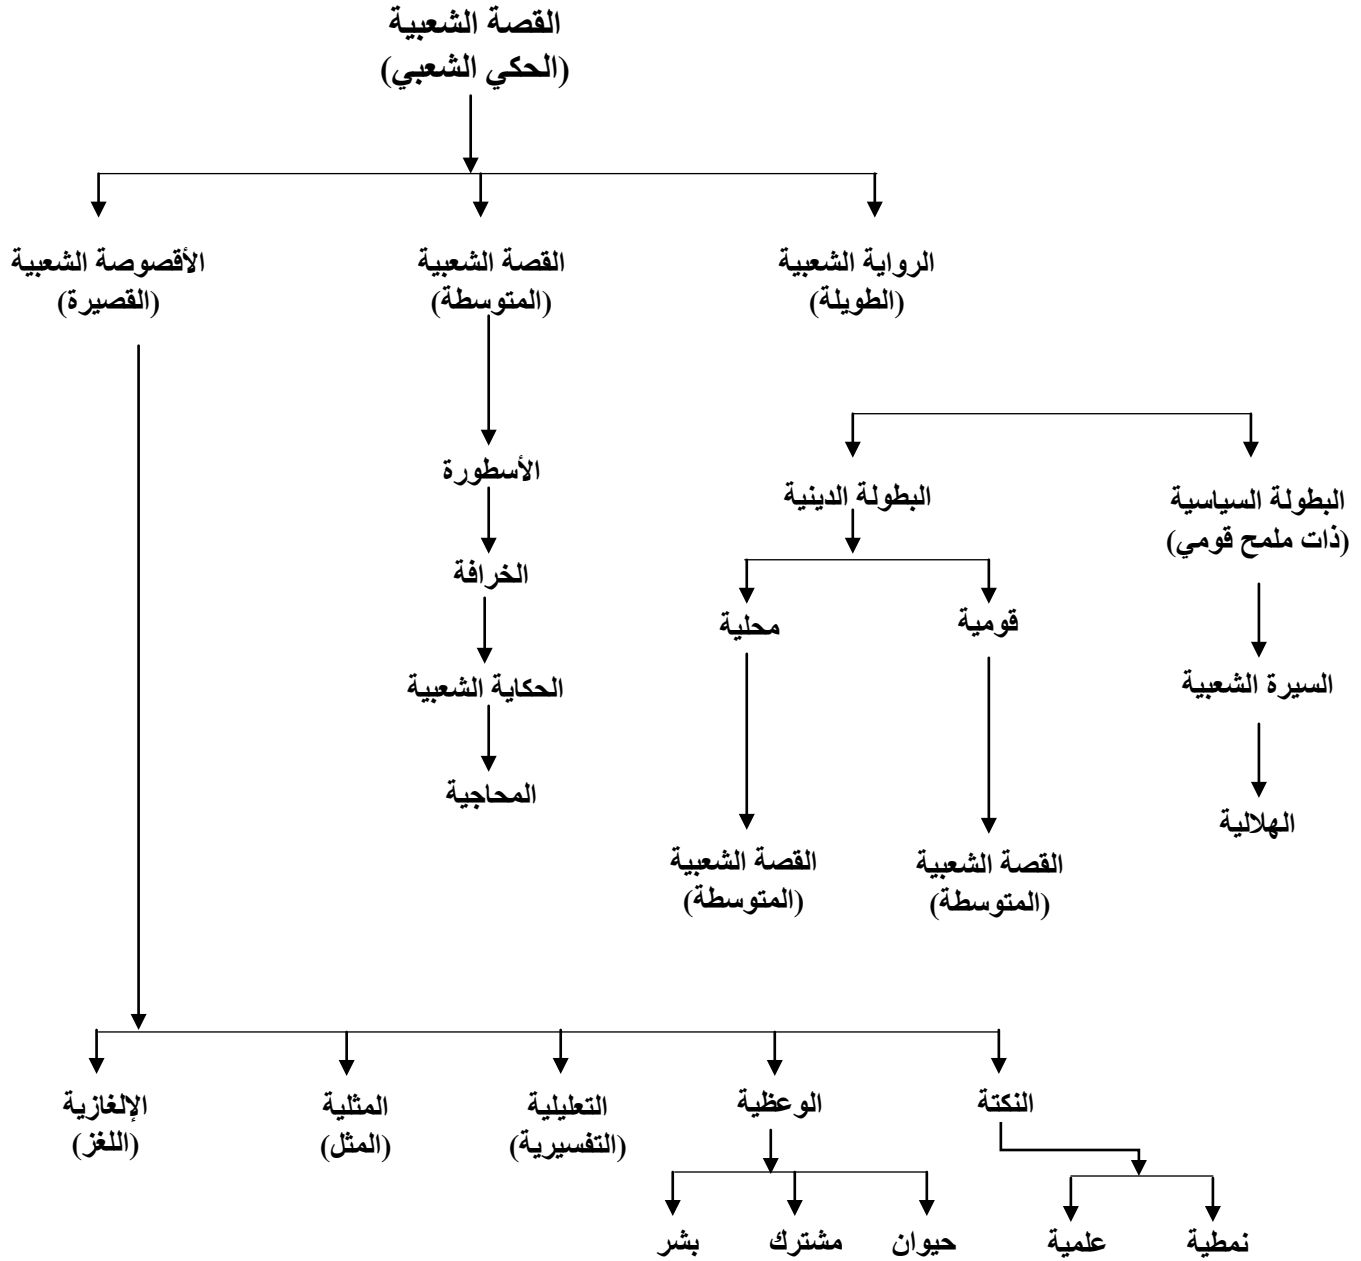 القصة الشعبية
(الحكي الشعبي)
الرواية الشعبية
(الطويلة)
القصة الشعبية
(المتوسطة)
الأقصوصة الشعبية
(القصيرة)
البطولة السياسية
(ذات ملمح قومي)
البطولة الدينية
الأسطورة
الخرافة
قومية
محلية
السيرة الشعبية
الحكاية الشعبية
المحاجية
الهلالية
القصة الشعبية
(المتوسطة)
القصة الشعبية
(المتوسطة)
النكتة
الوعظية
التعليلية
(التفسيرية)
المثلية
(المثل)
الإلغازية
(اللغز)
نمطية
علمية
حيوان
مشترك
بشر